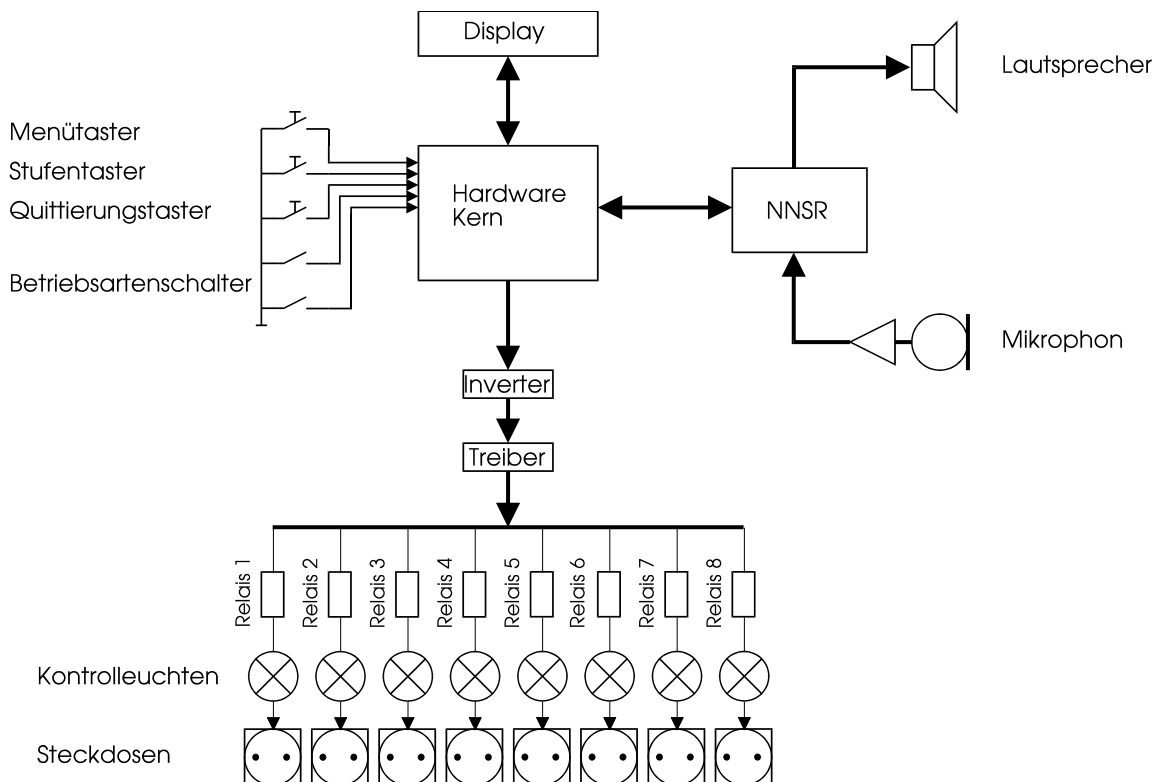 Display
Lautsprecher
Menütaster
Stufentaster
Quittierungstaster
Betriebsartenschalter
Hardware
Kern
NNSR
Mikrophon
Inverter
Treiber
Relais 1
Relais 2
Relais 3
Relais 4
Relais 5
Relais 6
Relais 7
Relais 8
Kontrolleuchten
Steckdosen